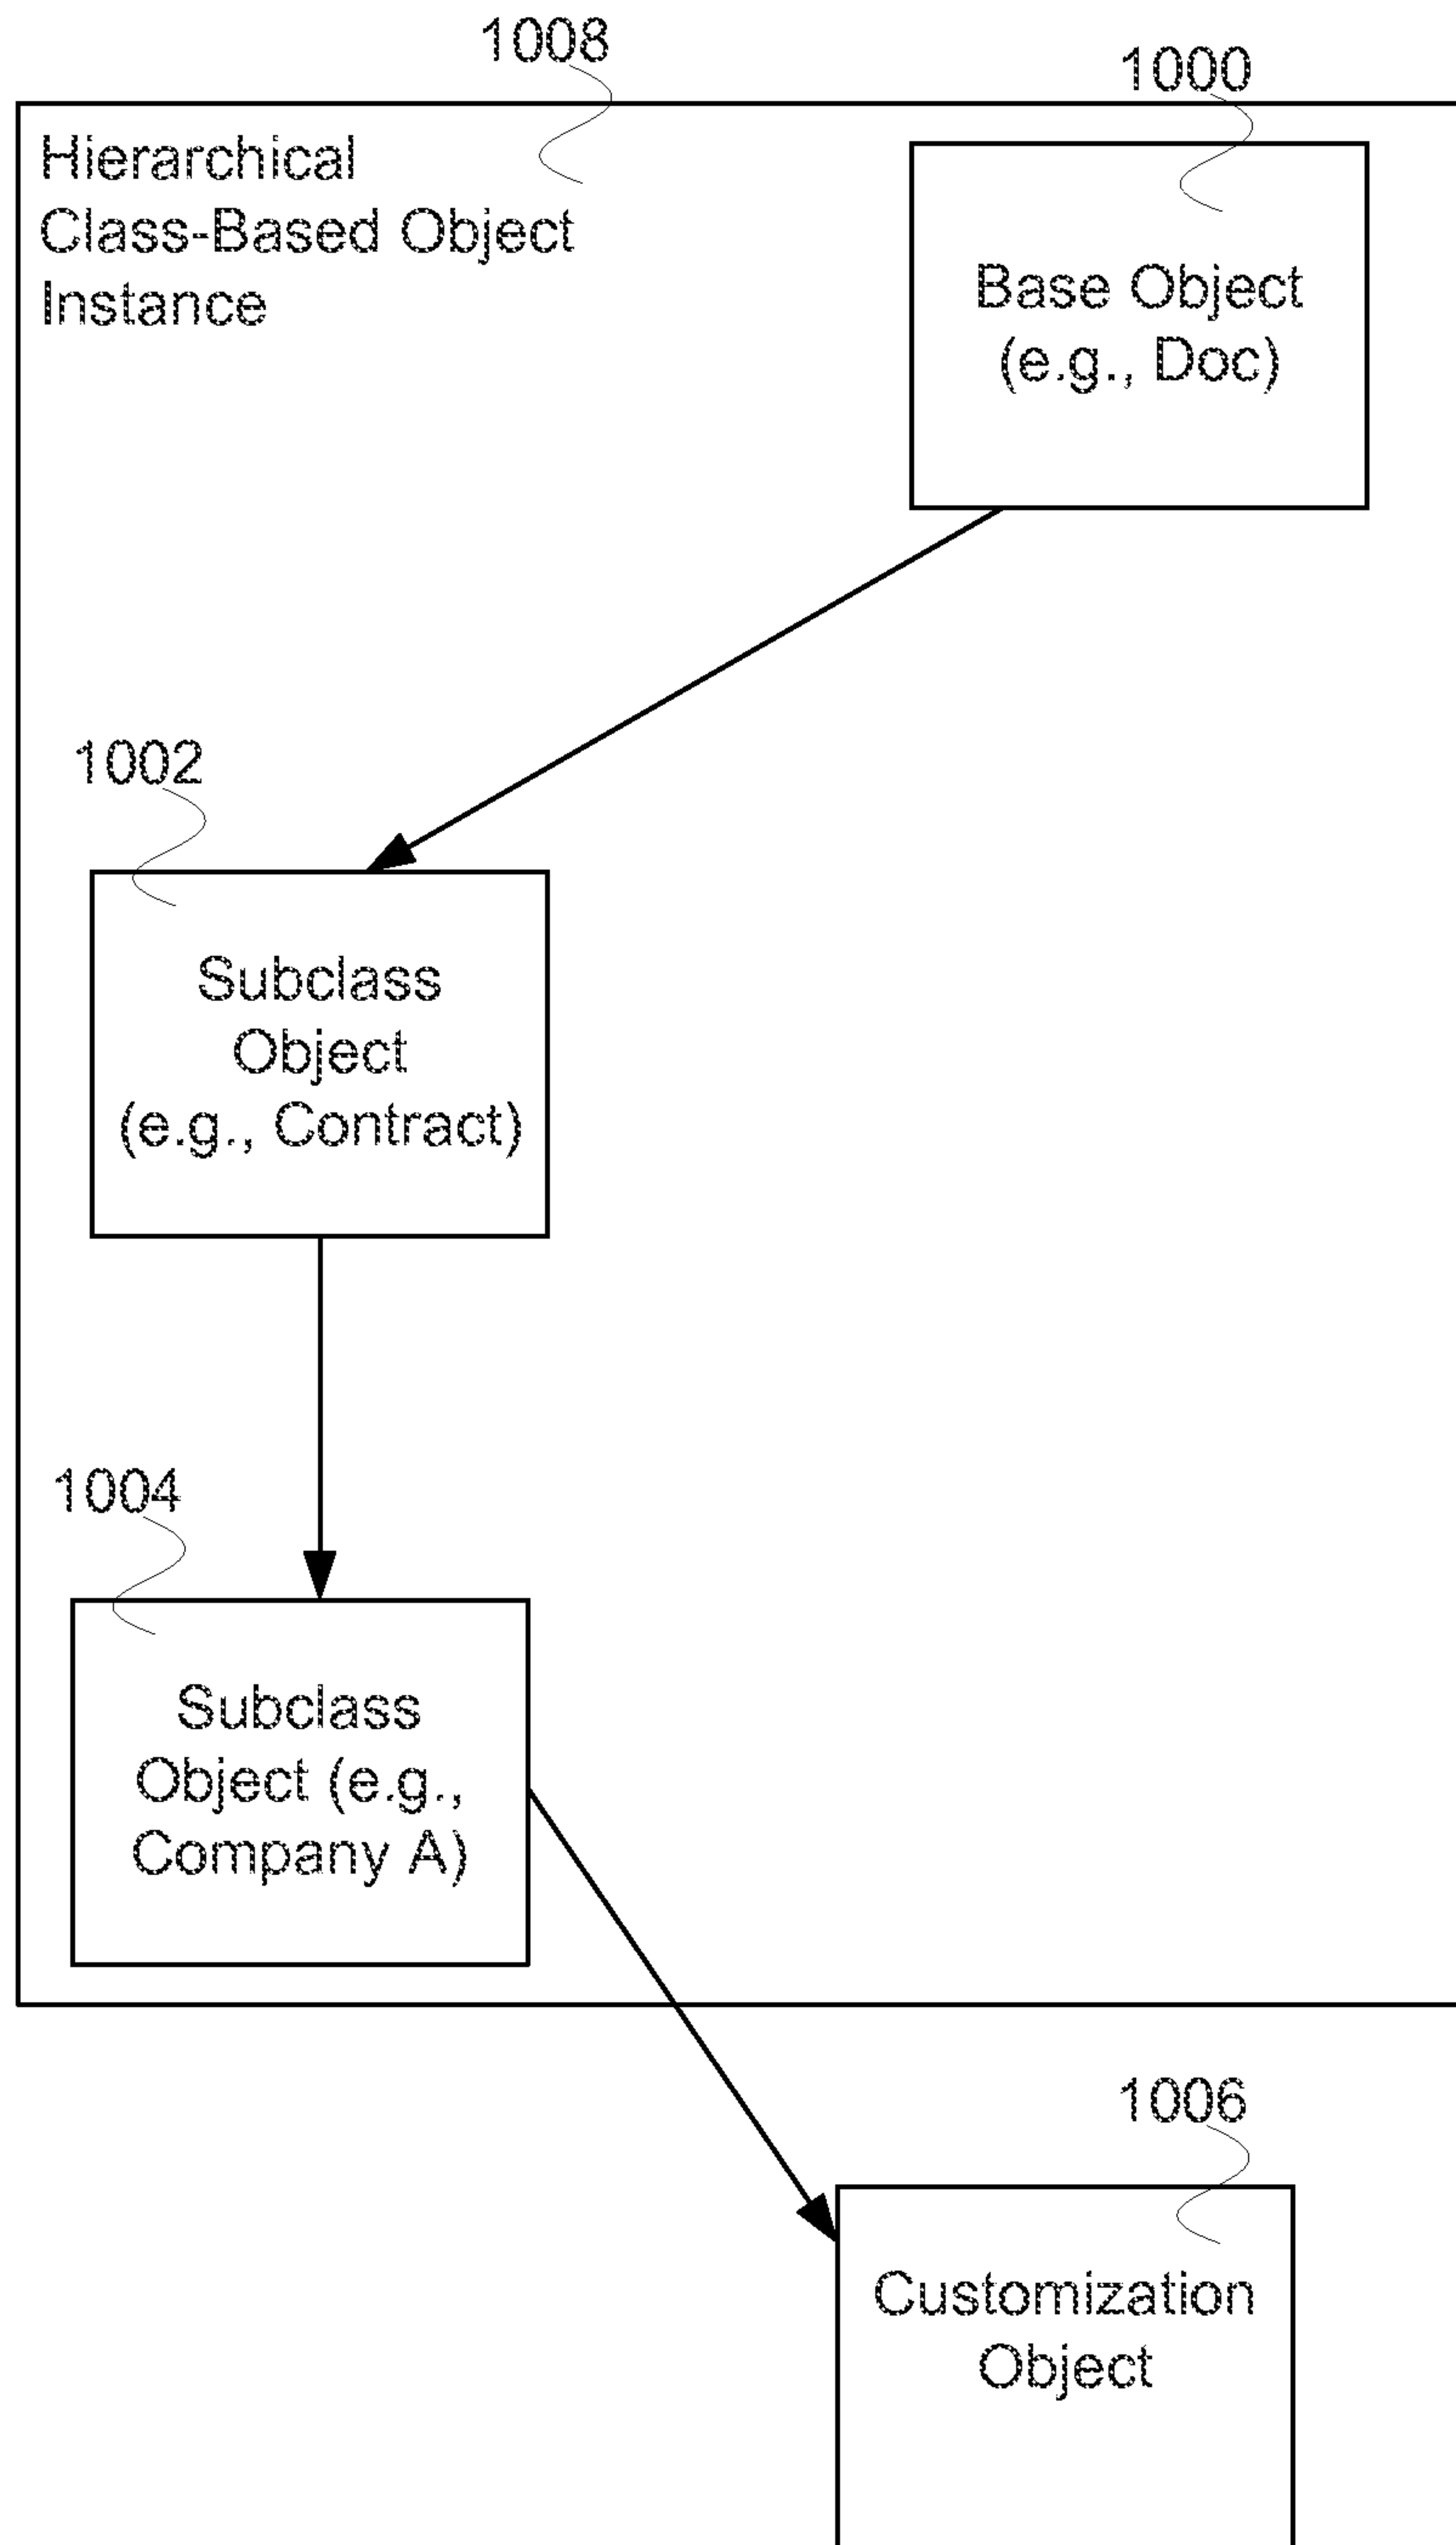 1008
1000
Hierarchical
Class-Based Object
Instance
Base Object
(e.g., Doc)
1002
Subclass
Object
(e.g., Contract)
1004
Subclass
Object (e.g.,
Company A)
1006
Customization
Object